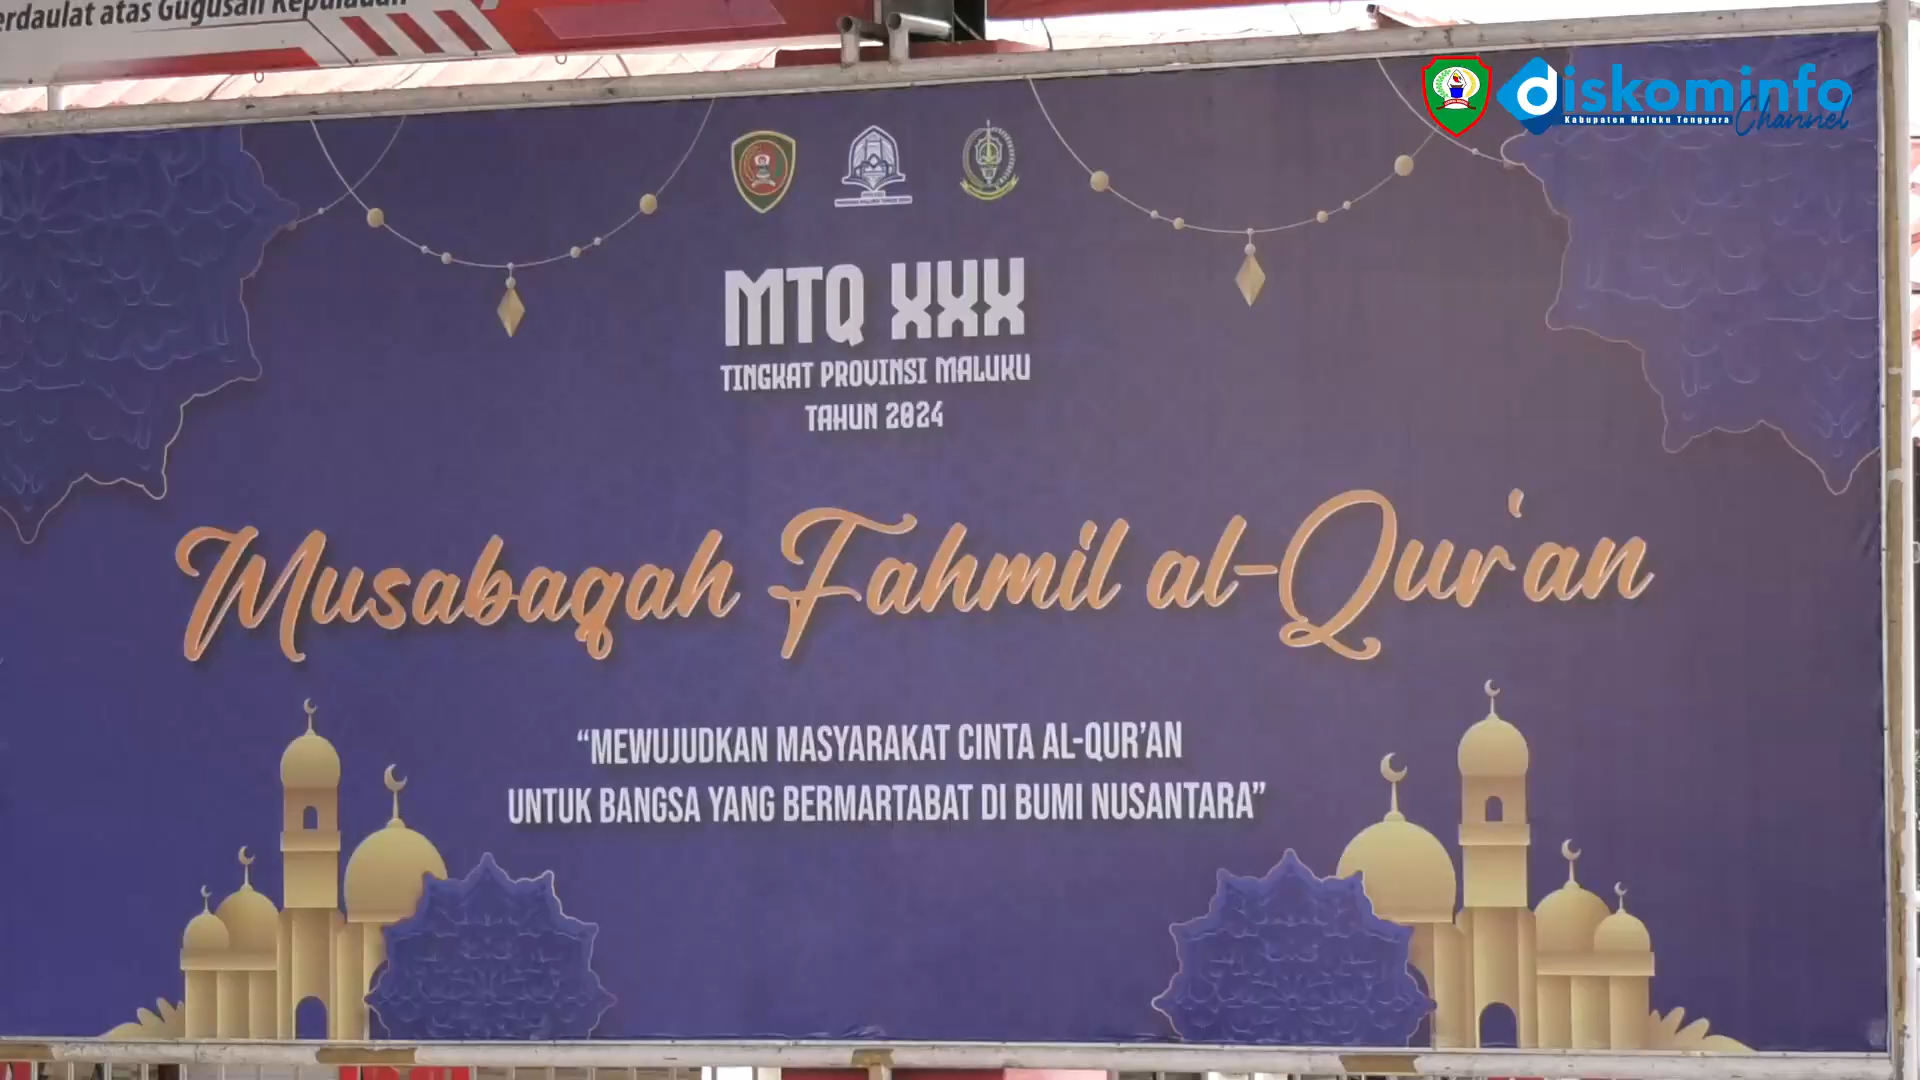 erdaulat atas Gugusan Kepulauan
diskominfo
Kabupaten Maluku Tenggara
Channel
MTQ XXX
TINGKAT PROVINSI MALUKU
TAHUN 2024
Musabaqah Fahmil al-Qur'an
“MEWUJUDKAN MASYARAKAT CINTA AL-QUR’AN
UNTUK BANGSA YANG BERMARTABAT DI BUMI NUSANTARA”